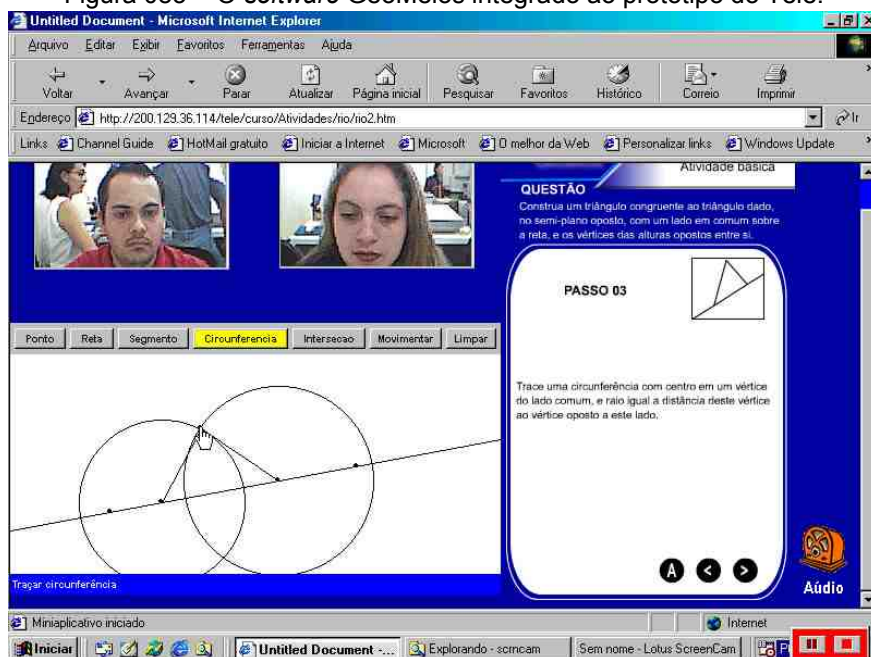 Figura 069 – O software GeoMeios integrado ao protótipo do Tele.
Untitled Document - Microsoft Internet Explorer
Arquivo Editar Exibir Favoritos Ferramentas Ajuda
Voltar Avançar Parar Atualizar Página inicial Pesquisar Favoritos Histórico Correio Imprimir
Endereço http://200.129.36.114/tele/curso/Atividades/rio/rio2.htm Ir
Links Channel Guide HotMail gratuito Iniciar a Internet Microsoft O melhor da Web Personalizar links Windows Update
Atividade básica
QUESTÃO
Construa um triângulo congruente ao triângulo dado,
no semi-plano oposto, com um lado em comum sobre
a reta, e os vértices das alturas opostos entre si.
PASSO 03
Ponto Reta Segmento Circunferencia Intersecao Movimentar Limpar
Trace uma circunferência com centro em um vértice
do lado comum, e raio igual a distância deste vértice
ao vértice oposto a este lado.
A < >
Aúdio
Traçar circunferência
Miniaplicativo iniciado Internet
Iniciar Untitled Document -... Explorando - scrncam Sem nome - Lotus ScreenCam